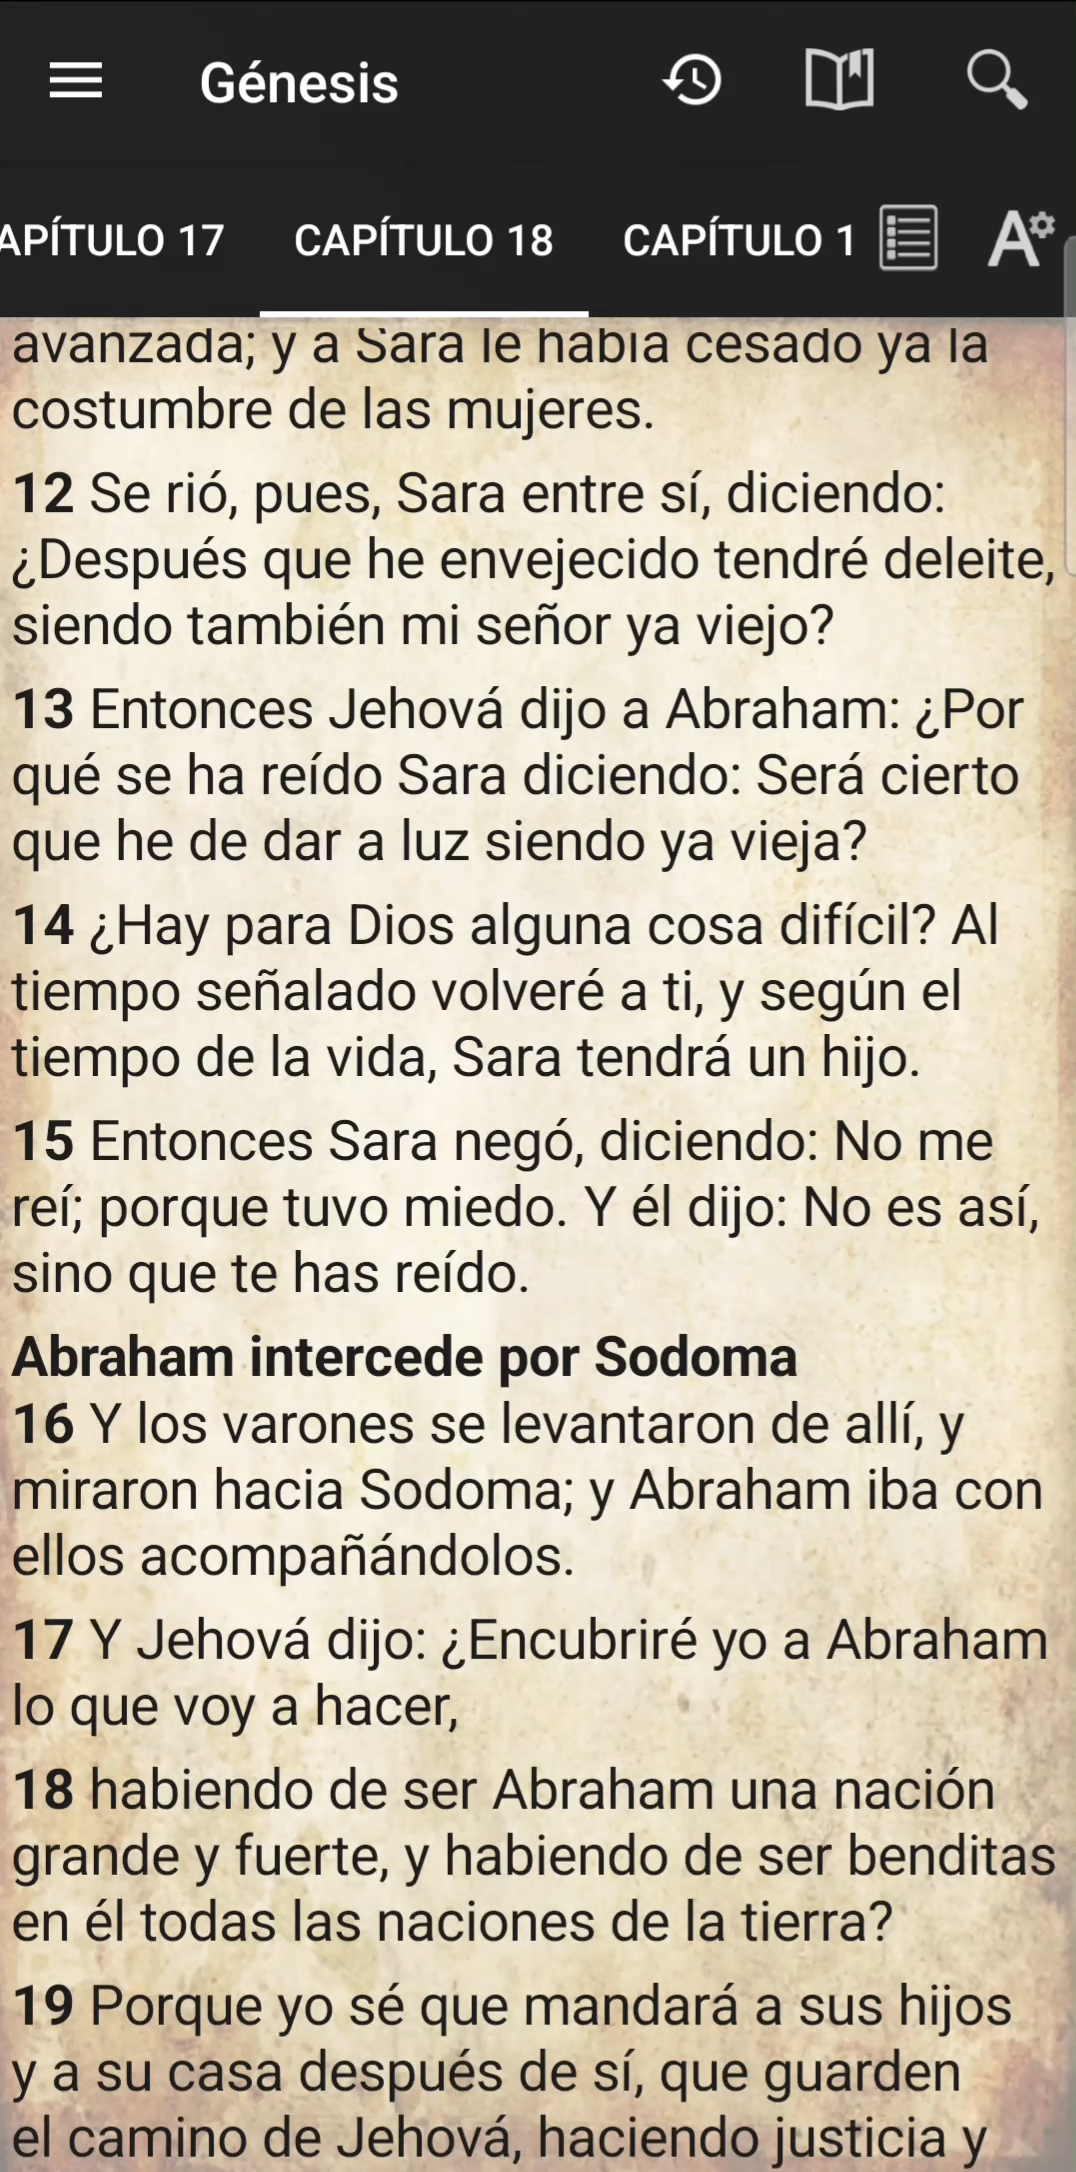 Génesis
APÍTULO 17 CAPÍTULO 18 CAPÍTULO 1
avanzada; y a Sara le había cesado ya la
costumbre de las mujeres.
12 Se rió, pues, Sara entre sí, diciendo:
¿Después que he envejecido tendré deleite,
siendo también mi señor ya viejo?
13 Entonces Jehová dijo a Abraham: ¿Por
qué se ha reído Sara diciendo: Será cierto
que he de dar a luz siendo ya vieja?
14 ¿Hay para Dios alguna cosa difícil? Al
tiempo señalado volveré a ti, y según el
tiempo de la vida, Sara tendrá un hijo.
15 Entonces Sara negó, diciendo: No me
reí; porque tuvo miedo. Y él dijo: No es así,
sino que te has reído.
Abraham intercede por Sodoma
16 Y los varones se levantaron de allí, y
miraron hacia Sodoma; y Abraham iba con
ellos acompañándolos.
17 Y Jehová dijo: ¿Encubriré yo a Abraham
lo que voy a hacer,
18 habiendo de ser Abraham una nación
grande y fuerte, y habiendo de ser benditas
en él todas las naciones de la tierra?
19 Porque yo sé que mandará a sus hijos
y a su casa después de sí, que guarden
el camino de Jehová, haciendo justicia y